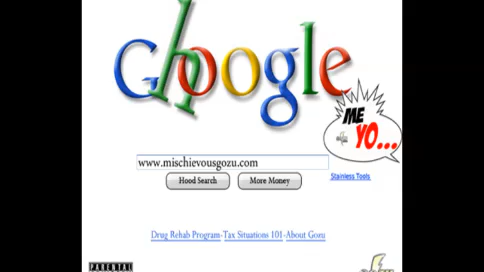 Ghoogle
ME
YO...
www.mischievousgozu.com
Hood Search
More Money
Stainless Tools
Drug Rehab Program-Tax Situations 101-About Gozu
PARENTAL